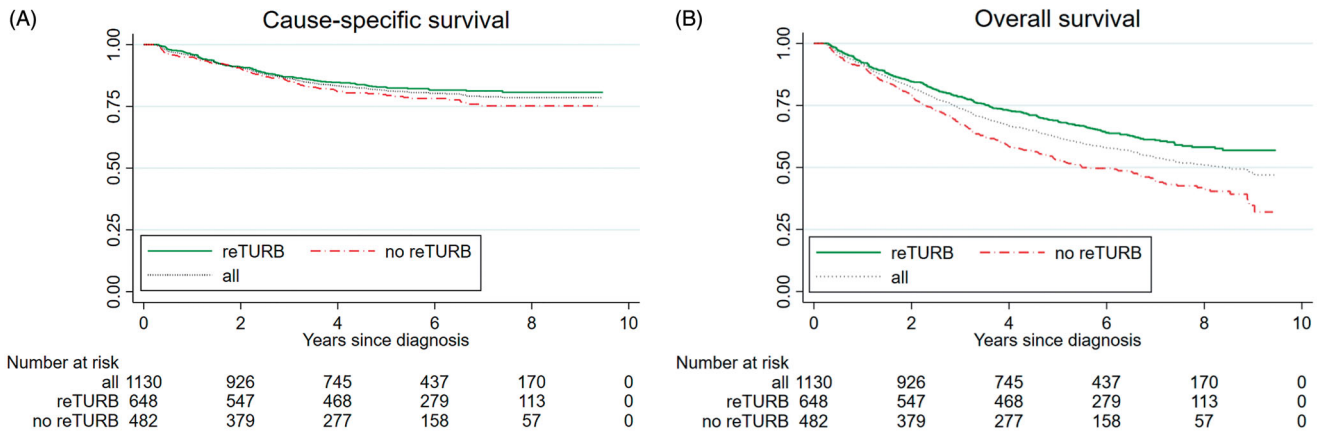 (A)
Cause-specific survival
1.00
0.75
0.50
0.25
0.00
reTURB
no reTURB
all
0 2 4 6 8 10
Years since diagnosis
Number at risk
all 1130 926 745 437 170 0
reTURB 648 547 468 279 113 0
no reTURB 482 379 277 158 57 0
(B)
Overall survival
1.00
0.75
0.50
0.25
0.00
reTURB
no reTURB
all
0 2 4 6 8 10
Years since diagnosis
Number at risk
all 1130 926 745 437 170 0
reTURB 648 547 468 279 113 0
no reTURB 482 379 277 158 57 0